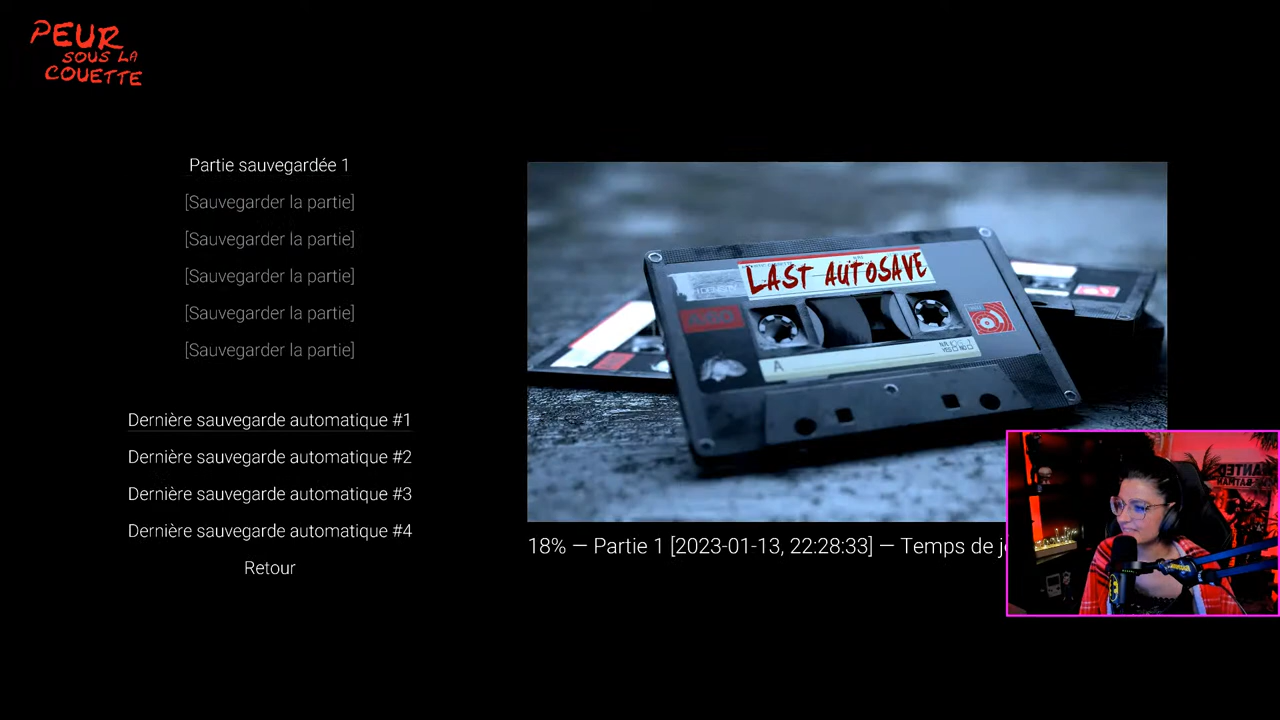 PEUR
SOUS LA
COUETTE
Partie sauvegardée 1
[Sauvegarder la partie]
[Sauvegarder la partie]
[Sauvegarder la partie]
[Sauvegarder la partie]
[Sauvegarder la partie]
Dernière sauvegarde automatique #1
Dernière sauvegarde automatique #2
Dernière sauvegarde automatique #3
Dernière sauvegarde automatique #4
Retour
LAST AUTOSAVE
A
18% — Partie 1 [2023-01-13, 22:28:33] — Temps de
WANTED
BATMAN